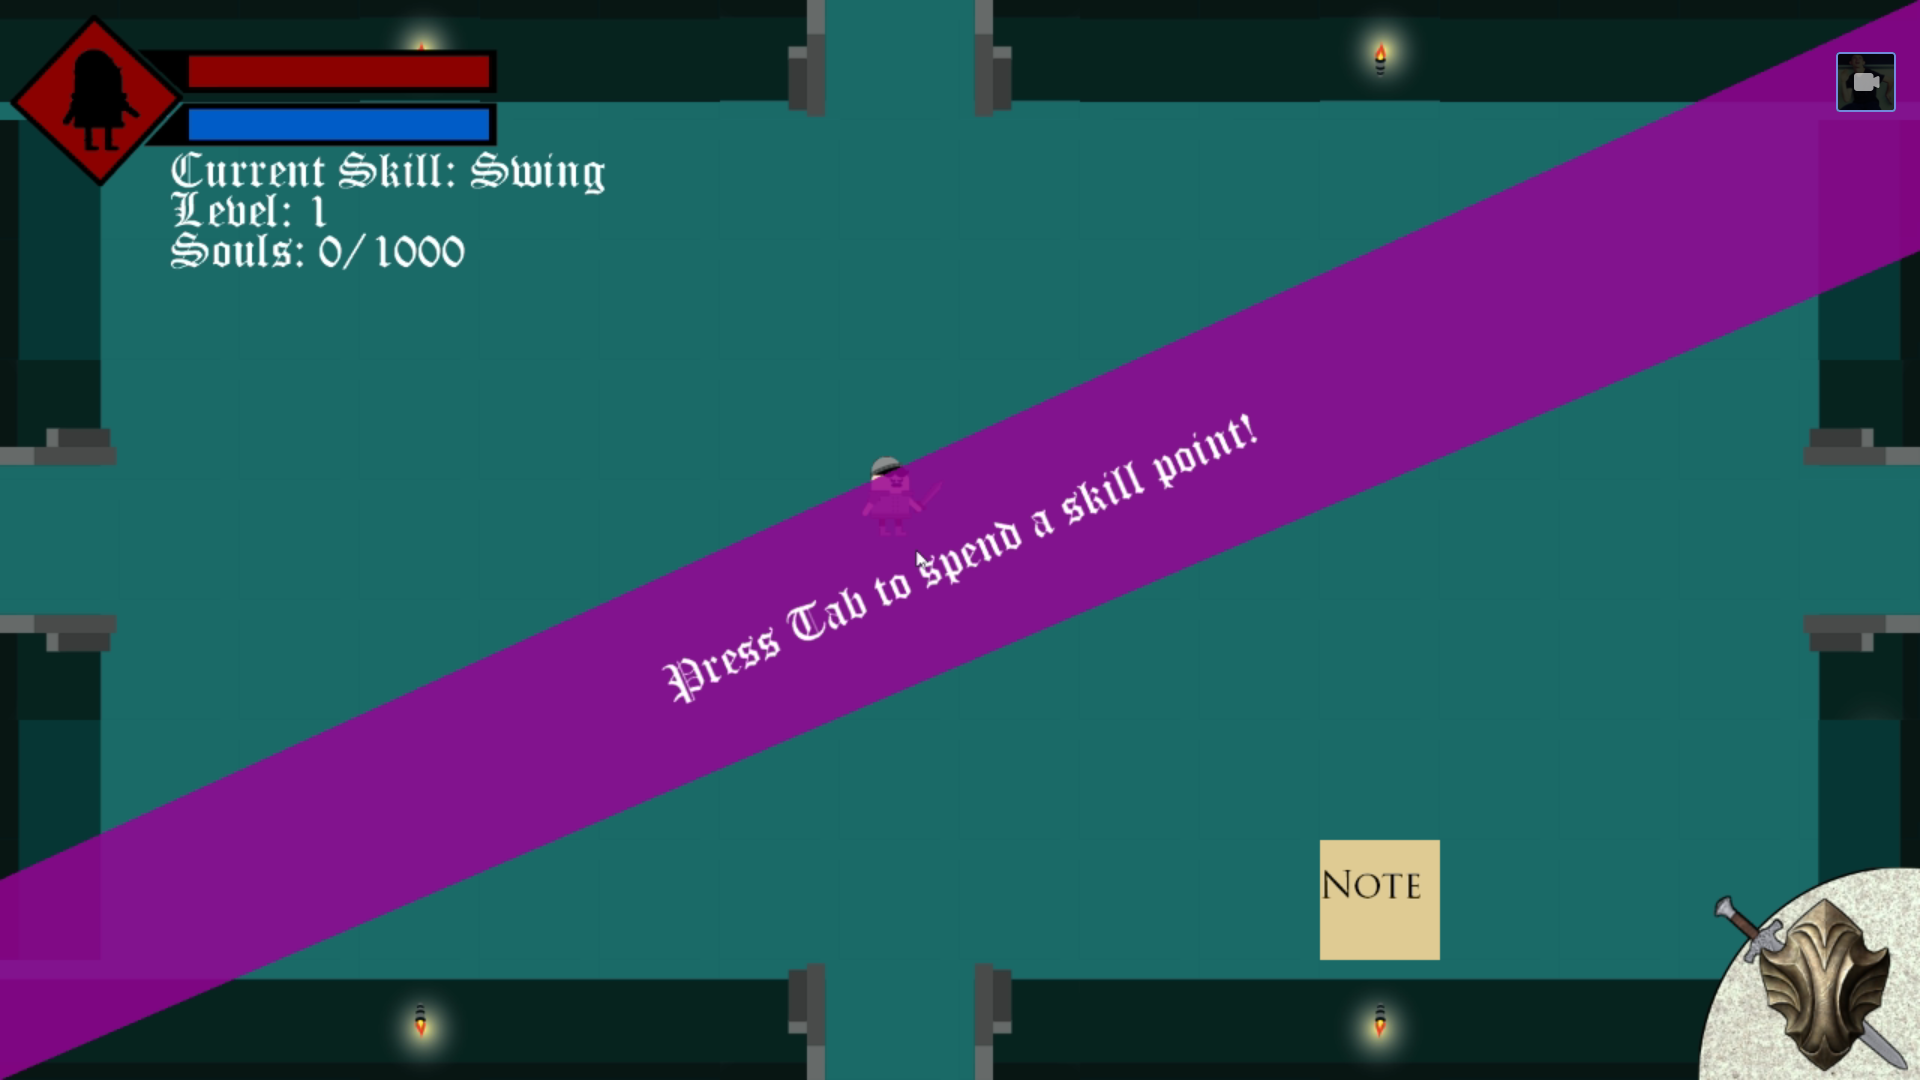 Current Skill: Swing
Level: 1
Souls: 0/1000
Press Tab to spend a skill point!
NOTE